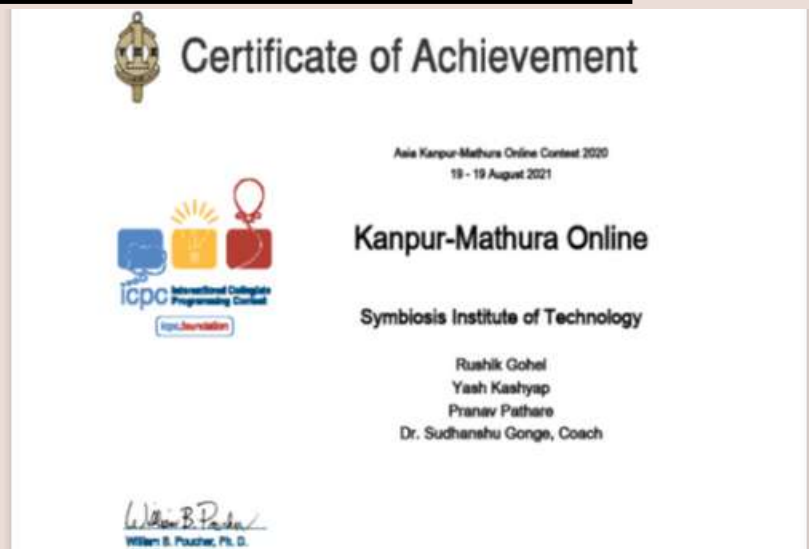 Certificate of Achievement
Asia Kanpur-Mathura Online Contest 2020
19 - 19 August 2021
Kanpur-Mathura Online
icpc International Collegiate
Programming Contest
icpc.foundation
Symbiosis Institute of Technology
Rushik Gohel
Yash Kashyap
Pranav Pathare
Dr. Sudhanshu Gonge, Coach
William B. Poucher
William B. Poucher, Ph. D.